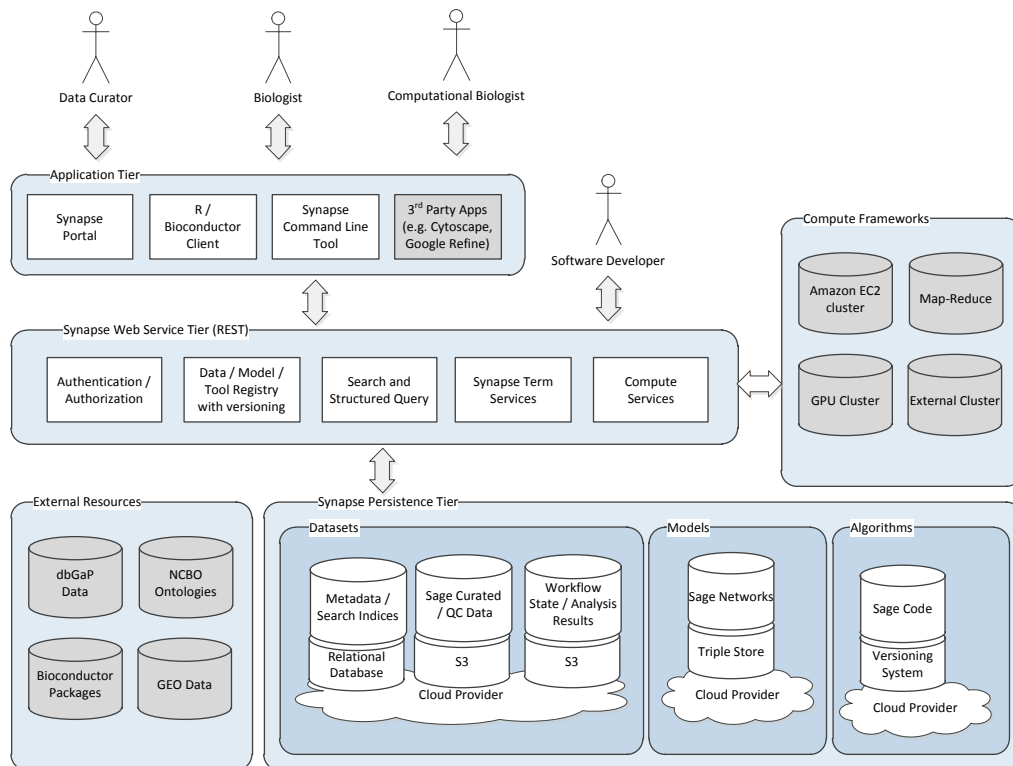 Data Curator
Biologist
Computational Biologist
Application Tier
Synapse
Portal
R /
Bioconductor
Client
Synapse
Command Line
Tool
3rd Party Apps
(e.g. Cytoscape,
Google Refine)
Software Developer
Compute Frameworks
Amazon EC2
cluster
Map-Reduce
GPU Cluster
External Cluster
Synapse Web Service Tier (REST)
Authentication /
Authorization
Data / Model /
Tool Registry
with versioning
Search and
Structured Query
Synapse Term
Services
Compute
Services
External Resources
dbGaP
Data
NCBO
Ontologies
Bioconductor
Packages
GEO Data
Synapse Persistence Tier
Datasets
Metadata /
Search Indices
Relational
Database
Sage Curated
/ QC Data
S3
Workflow
State / Analysis
Results
S3
Cloud Provider
Models
Sage Networks
Triple Store
Cloud Provider
Algorithms
Sage Code
Versioning
System
Cloud Provider